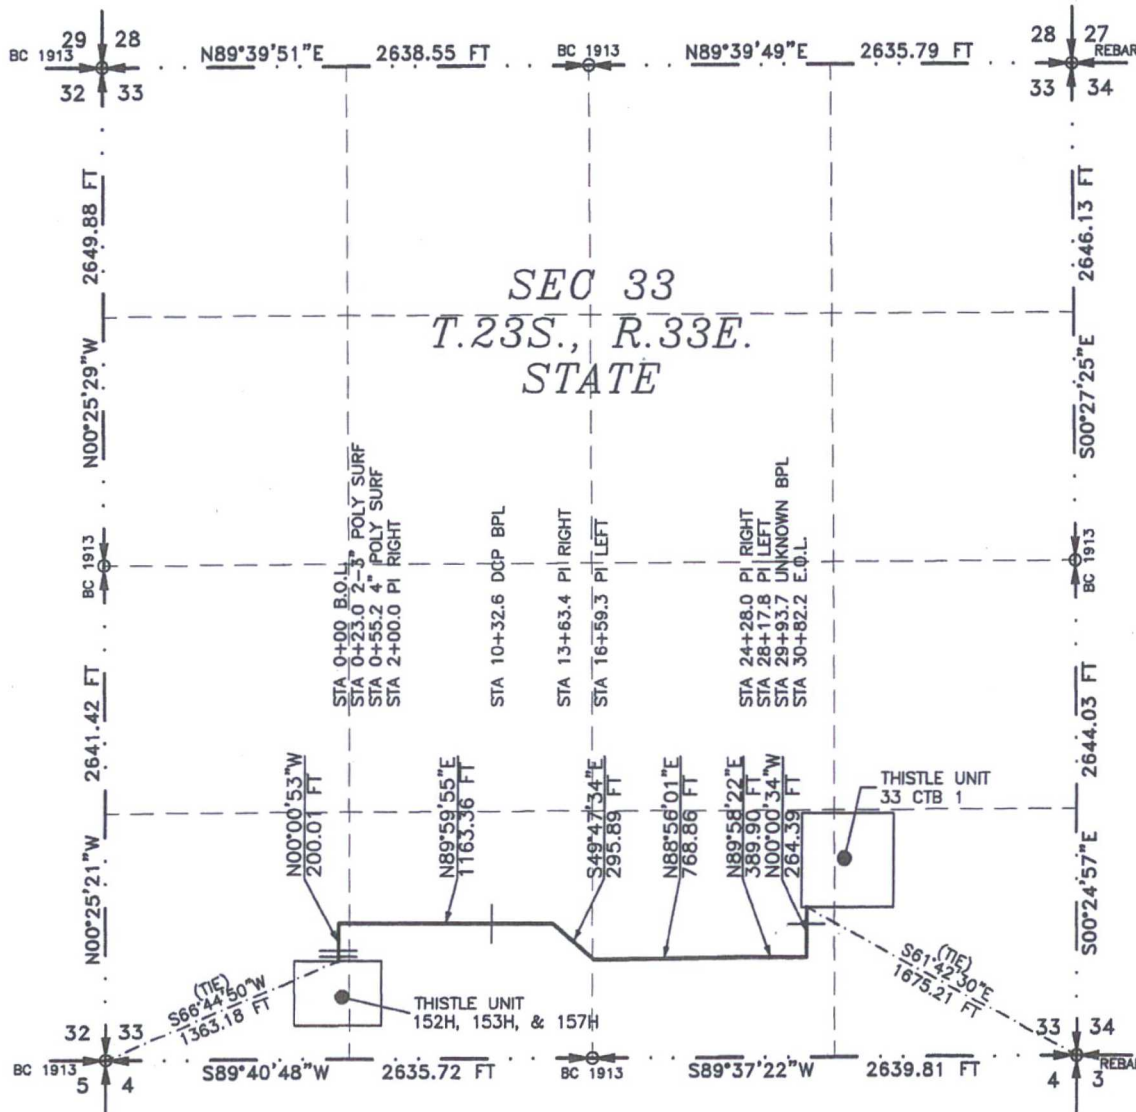 29 28
BC 1913
32 33
N89°39'51"E 2638.55 FT
BC 1913
N89°39'49"E 2635.79 FT
28 27
REBAR
33 34
2649.88 FT
N00°25'29"W
2646.13 FT
S00°27'25"E
SEC 33
T.23S., R.33E.
STATE
BC 1913
BC 1913
STA 0+00 B.O.L.
STA 0+23.0 2-3" POLY SURF
STA 0+55.2 4" POLY SURF
STA 2+00.0 PI RIGHT
STA 10+32.6 DCP BPL
STA 13+63.4 PI RIGHT
STA 16+59.3 PI LEFT
STA 24+28.0 PI RIGHT
STA 28+17.8 PI LEFT
STA 29+93.7 UNKNOWN BPL
STA 30+82.2 E.O.L.
2641.42 FT
N00°25'21"W
2644.03 FT
S00°24'57"E
N00°00'53"W
200.01 FT
N89°59'55"E
1163.36 FT
S49°47'34"E
295.89 FT
N88°56'01"E
768.86 FT
N89°58'22"E
389.90 FT
N00°00'34"W
264.39 FT
THISTLE UNIT
33 CTB 1
(TIE)
S66°44'50"W
1363.18 FT
THISTLE UNIT
152H, 153H, & 157H
(TIE)
S61°42'30"E
1675.21 FT
32 33
BC 1913
5 4
S89°40'48"W 2635.72 FT
BC 1913
S89°37'22"W 2639.81 FT
33 34
REBAR
4 3